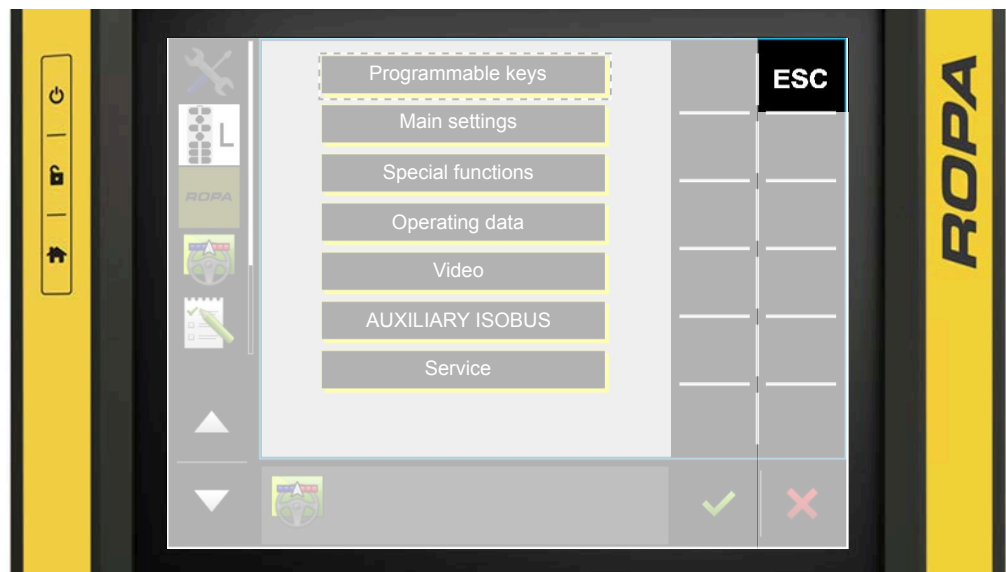 Programmable keys
ESC
Main settings
L
Special functions
ROPA
Operating data
Video
AUXILIARY ISOBUS
Service
ROPA